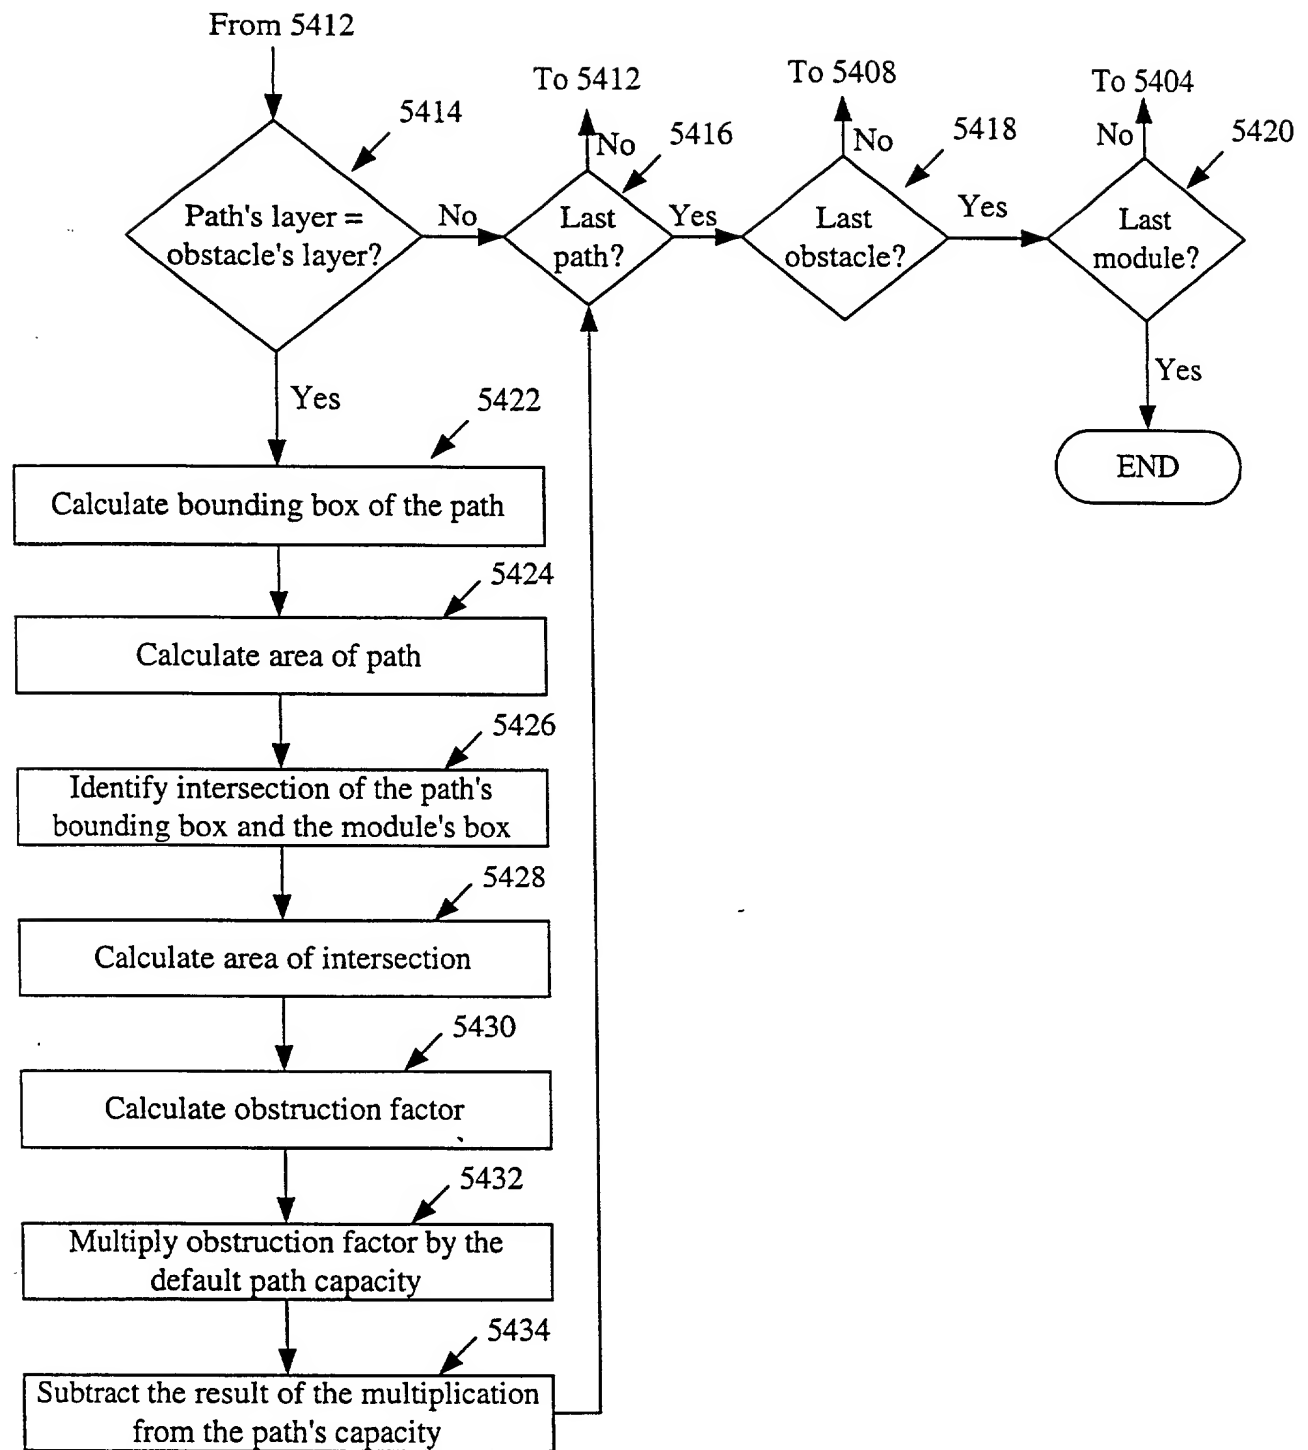 From 5412
To 5412
To 5408
To 5404
5414
5416
5418
5420
No
No
No
Path's layer =
obstacle's layer?
No
Last
path?
Yes
Last
obstacle?
Yes
Last
module?
Yes
Yes
END
5422
Calculate bounding box of the path
5424
Calculate area of path
5426
Identify intersection of the path's
bounding box and the module's box
5428
Calculate area of intersection
5430
Calculate obstruction factor
5432
Multiply obstruction factor by the
default path capacity
5434
Subtract the result of the multiplication
from the path's capacity